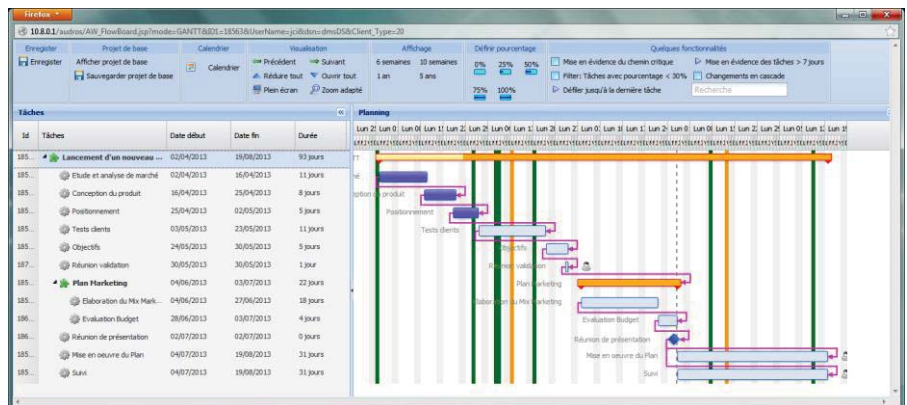 Firefox
10.8.0.1/audros/AW_FlowBoard.jsp?mode=GANTT&ID1=18563&UserName=jci&dsn=dmsDS&Client_Type=20
Enregister Projet de base Calendrier Visualisation Affichage Définir pourcentage Quelques fonctionnalités
Enregister Afficher projet de base Calendrier Précédent Suivant 6 semaines 10 semaines 0% 25% 50% Mise en évidence du chemin critique Mise en évidence des tâches > 7 jours
Sauvegarder projet de base Réduire tout Ouvrir tout 1 an 5 ans Filter: Tâches avec pourcentage < 30% Changements en cascade
Plein écran Zoom adapté 75% 100% Défiler jusqu'à la dernière tâche Recherche
Tâches Planning
Id Tâches Date début Date fin Durée
185... Lancement d'un nouveau ... 02/04/2013 19/08/2013 93 jours
185... Etude et analyse de marché 02/04/2013 16/04/2013 11 jours
185... Conception du produit 16/04/2013 25/04/2013 8 jours
185... Positionnement 25/04/2013 02/05/2013 5 jours Positionnement
185... Tests clients 03/05/2013 23/05/2013 11 jours Tests clients
185... Objectifs 24/05/2013 30/05/2013 5 jours Objectifs
187... Réunion validation 30/05/2013 30/05/2013 1 jour Réunion validation
185... Plan Marketing 04/06/2013 03/07/2013 22 jours Plan Marketing
185... Elaboration du Mix Mark... 04/06/2013 27/06/2013 18 jours Elaboration du Mix Marketing
186... Evaluation Budget 28/06/2013 03/07/2013 4 jours Evaluation Budget
186... Réunion de présentation 02/07/2013 02/07/2013 0 jours Réunion de présentation
185... Mise en oeuvre du Plan 04/07/2013 19/08/2013 31 jours Mise en oeuvre du Plan
185... Suivi 04/07/2013 19/08/2013 31 jours Suivi